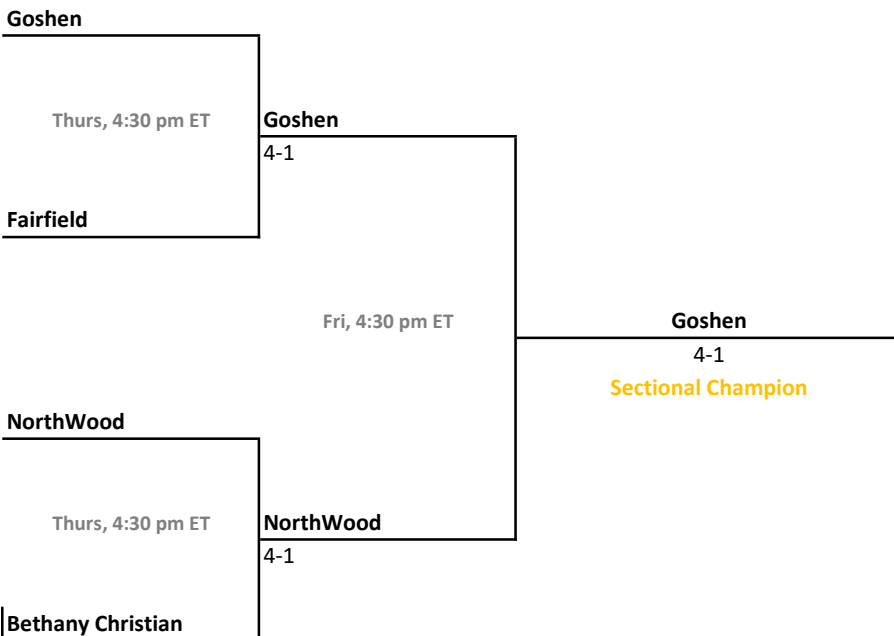 Goshen
Thurs, 4:30 pm ET
Goshen
4-1
Fairfield
Fri, 4:30 pm ET
Goshen
4-1
Sectional Champion
NorthWood
Thurs, 4:30 pm ET
NorthWood
4-1
Bethany Christian